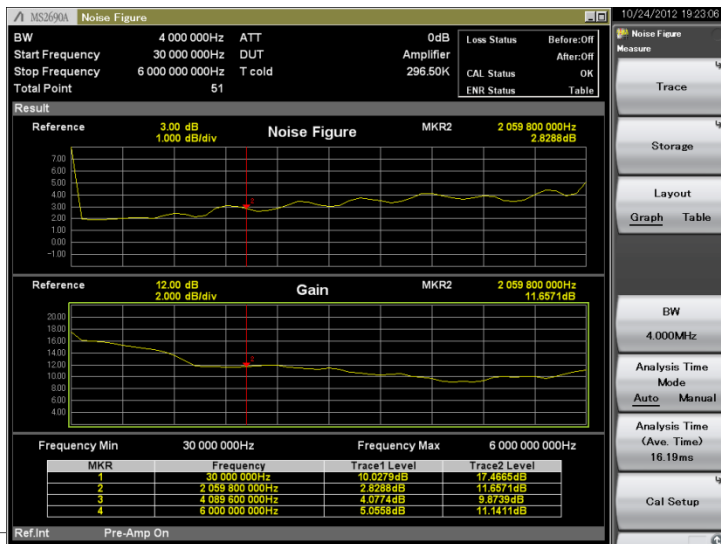 MS2690A Noise Figure
10/24/2012 19:23:06
BW 4 000 000Hz ATT 0dB
Start Frequency 30 000 000Hz DUT Amplifier
Stop Frequency 6 000 000 000Hz T cold 296.50K
Total Point 51
Loss Status Before:Off
After:Off
CAL Status OK
ENR Status Table
Result
Reference 3.00 dB Noise Figure MKR2 2 059 800 000Hz
1.000 dB/div 2.8288dB
7.00
6.00
5.00
4.00
3.00
2.00
1.00
0.00
-1.00
Reference 12.00 dB Gain MKR2 2 059 800 000Hz
2.000 dB/div 11.6571dB
20.00
18.00
16.00
14.00
12.00
10.00
8.00
6.00
4.00
2
Frequency Min 30 000 000Hz Frequency Max 6 000 000 000Hz
MKR Frequency Trace1 Level Trace2 Level
1 30 000 000Hz 10.0279dB 17.4665dB
2 2 059 800 000Hz 2.8288dB 11.6571dB
3 4 089 600 000Hz 4.0774dB 9.8739dB
4 6 000 000 000Hz 5.0558dB 11.1411dB
Ref.Int Pre-Amp On
Noise Figure
Measure
Trace
Storage
Layout
Graph Table
BW
4.000MHz
Analysis Time
Mode
Auto Manual
Analysis Time
(Ave. Time)
16.19ms
Cal Setup